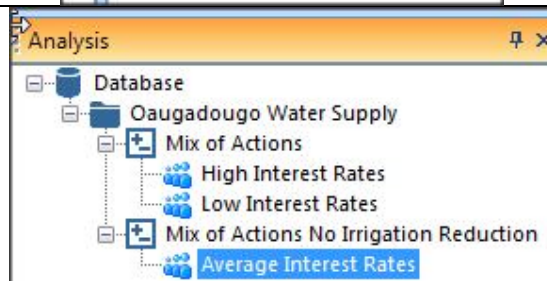 Analysis
Database
Oaugadougo Water Supply
Mix of Actions
High Interest Rates
Low Interest Rates
Mix of Actions No Irrigation Reduction
Average Interest Rates